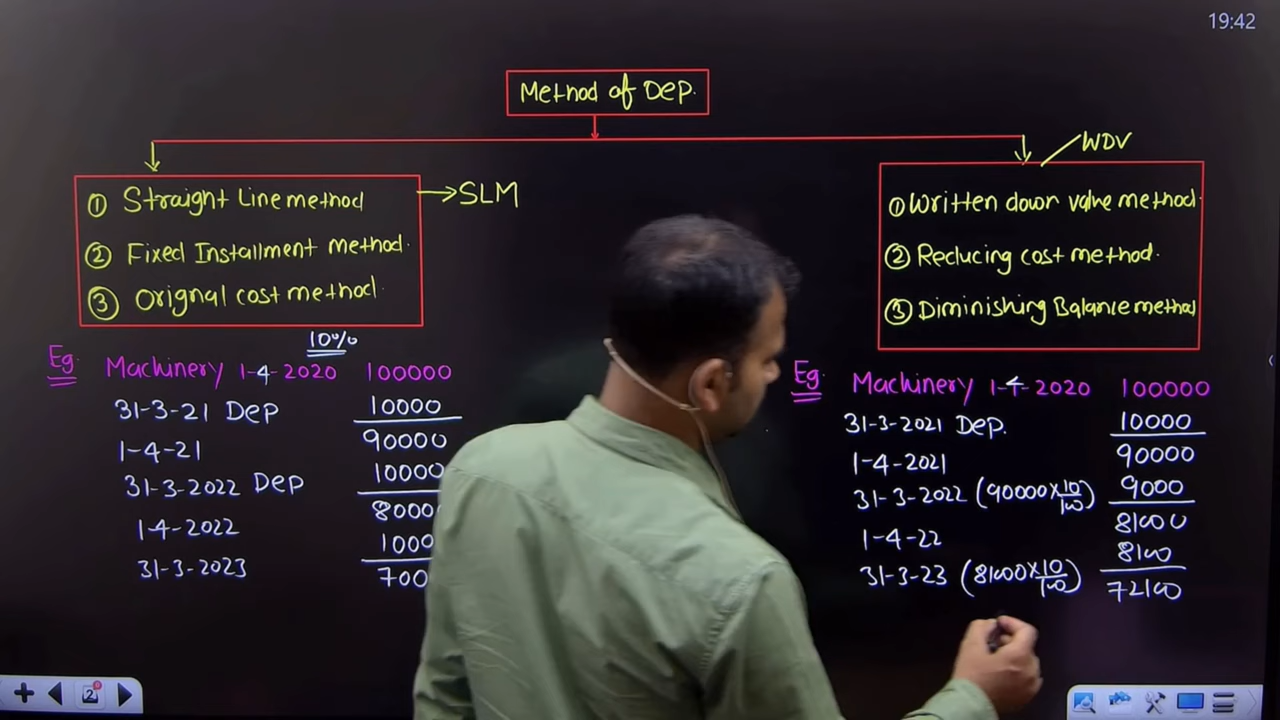 19:42
Method of Dep.
WDV
① Straight Line method
SLM
② Fixed Installment method.
③ Orignal cost method.
① Written down value method.
② Reducing cost method.
③ Diminishing Balance method
10%
Eg. Machinery 1-4-2020 100000
31-3-21 Dep 10000
1-4-21 90000
31-3-2022 Dep 10000
1-4-2022
31-3-2023
Eg. Machinery 1-4-2020 100000
31-3-2021 Dep. 10000
1-4-2021 90000
31-3-2022 (90000×10/100) 9000
1-4-22 81000
31-3-23 (81000×10/100) 8100
72100
2